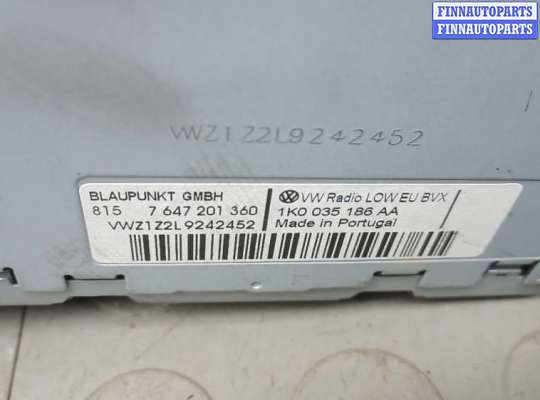 FINNAUTOPARTS
FINNAUTOPARTS
VWZ1Z2L9242452
BLAUPUNKT GMBH
815 7 647 201 360
VWZ1Z2L9242452
VW Radio LOW EU BVX
1K0 035 186 AA
Made in Portugal